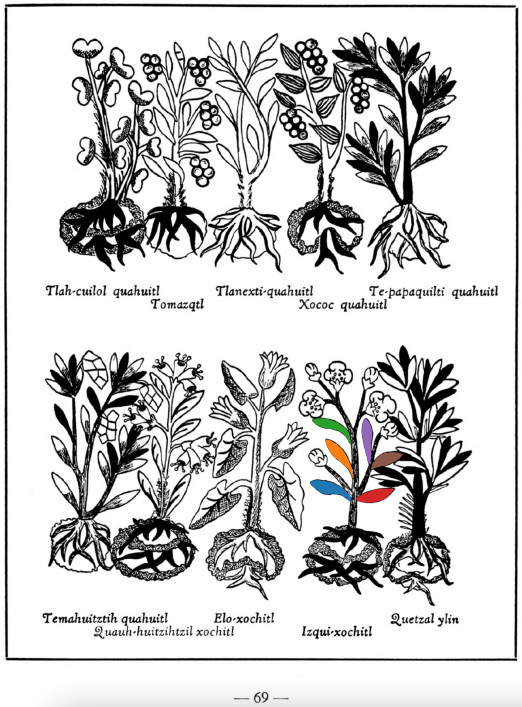 Tlah-cuilol quahuitl
Tomazqtl
Tlanexti-quahuitl
Xococ quahuitl
Te-papaquilti quahuitl
Temahuitztih quahuitl
Quauh-huitzihtzil xochitl
Elo-xochitl
Izqui-xochitl
Quetzal ylin
— 69 —